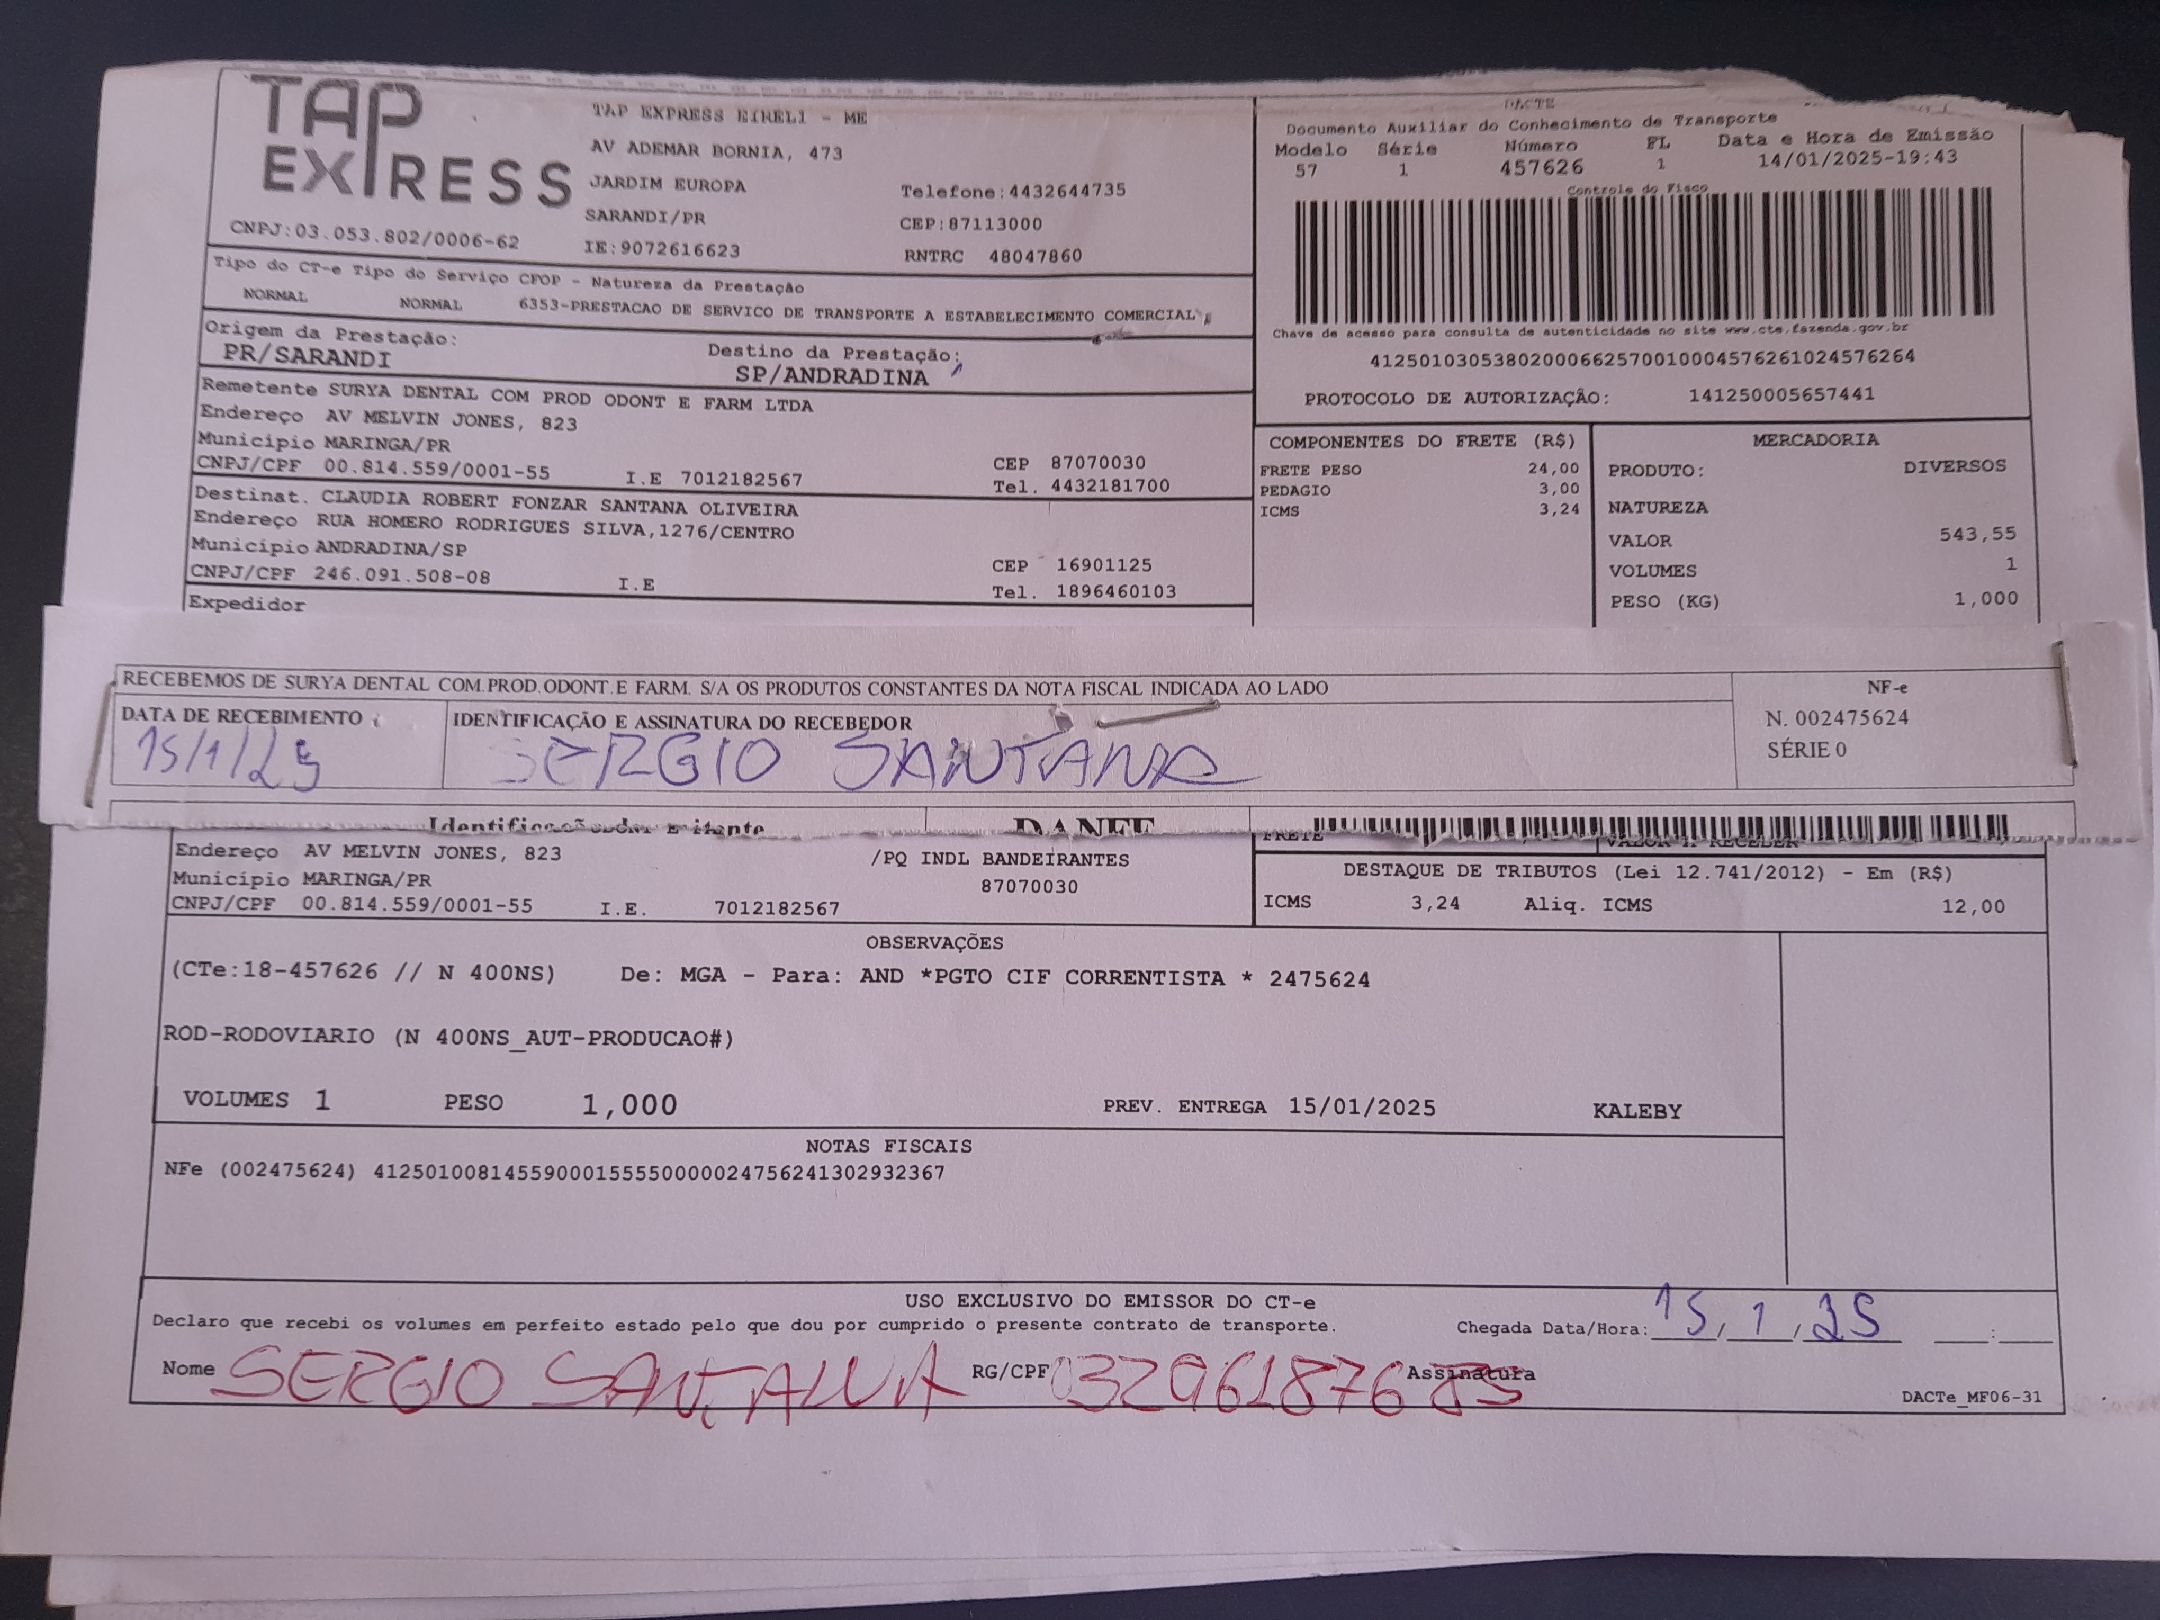 TAP EXPRESS
TAP EXPRESS EIRELI - ME
AV ADEMAR BORNIA, 473
JARDIM EUROPA Telefone:4432644735
SARANDI/PR CEP:87113000
CNPJ:03.053.802/0006-62 IE:9072616623 RNTRC 48047860
DACTE
Documento Auxiliar do Conhecimento de Transporte
Modelo Série Número FL Data e Hora de Emissão
57 1 457626 1 14/01/2025-19:43
Controle do Fisco
Chave de acesso para consulta de autenticidade no site www.cte.fazenda.gov.br
41250103053802000662570010004576261024576264
PROTOCOLO DE AUTORIZAÇÃO: 141250005657441
Tipo do CT-e Tipo do Serviço CFOP - Natureza da Prestação
NORMAL NORMAL 6353-PRESTACAO DE SERVICO DE TRANSPORTE A ESTABELECIMENTO COMERCIAL
Origem da Prestação: Destino da Prestação:
PR/SARANDI SP/ANDRADINA
Remetente SURYA DENTAL COM PROD ODONT E FARM LTDA
Endereço AV MELVIN JONES, 823
Município MARINGA/PR CEP 87070030
CNPJ/CPF 00.814.559/0001-55 I.E 7012182567 Tel. 4432181700
Destinat. CLAUDIA ROBERT FONZAR SANTANA OLIVEIRA
Endereço RUA HOMERO RODRIGUES SILVA,1276/CENTRO
Município ANDRADINA/SP CEP 16901125
CNPJ/CPF 246.091.508-08 I.E Tel. 1896460103
Expedidor
COMPONENTES DO FRETE (R$)
FRETE PESO 24,00
PEDAGIO 3,00
ICMS 3,24
MERCADORIA
PRODUTO: DIVERSOS
NATUREZA
VALOR 543,55
VOLUMES 1
PESO (KG) 1,000
RECEBEMOS DE SURYA DENTAL COM.PROD.ODONT.E FARM. S/A OS PRODUTOS CONSTANTES DA NOTA FISCAL INDICADA AO LADO
DATA DE RECEBIMENTO IDENTIFICAÇÃO E ASSINATURA DO RECEBEDOR
15/1/25 SERGIO SANTANA
NF-e
N. 002475624
SÉRIE 0
DANFE
FRETE
Endereço AV MELVIN JONES, 823 /PQ INDL BANDEIRANTES
Município MARINGA/PR 87070030
CNPJ/CPF 00.814.559/0001-55 I.E. 7012182567
DESTAQUE DE TRIBUTOS (Lei 12.741/2012) - Em (R$)
ICMS 3,24 Aliq. ICMS 12,00
OBSERVAÇÕES
(CTe:18-457626 // N 400NS) De: MGA - Para: AND *PGTO CIF CORRENTISTA * 2475624
ROD-RODOVIARIO (N 400NS_AUT-PRODUCAO#)
VOLUMES 1 PESO 1,000 PREV. ENTREGA 15/01/2025 KALEBY
NOTAS FISCAIS
NFe (002475624) 41250100814559000155550000024756241302932367
USO EXCLUSIVO DO EMISSOR DO CT-e
Declaro que recebi os volumes em perfeito estado pelo que dou por cumprido o presente contrato de transporte. Chegada Data/Hora: 15/1/25 :
Nome SERGIO SANTANA RG/CPF Assinatura
DACTe_MF06-31